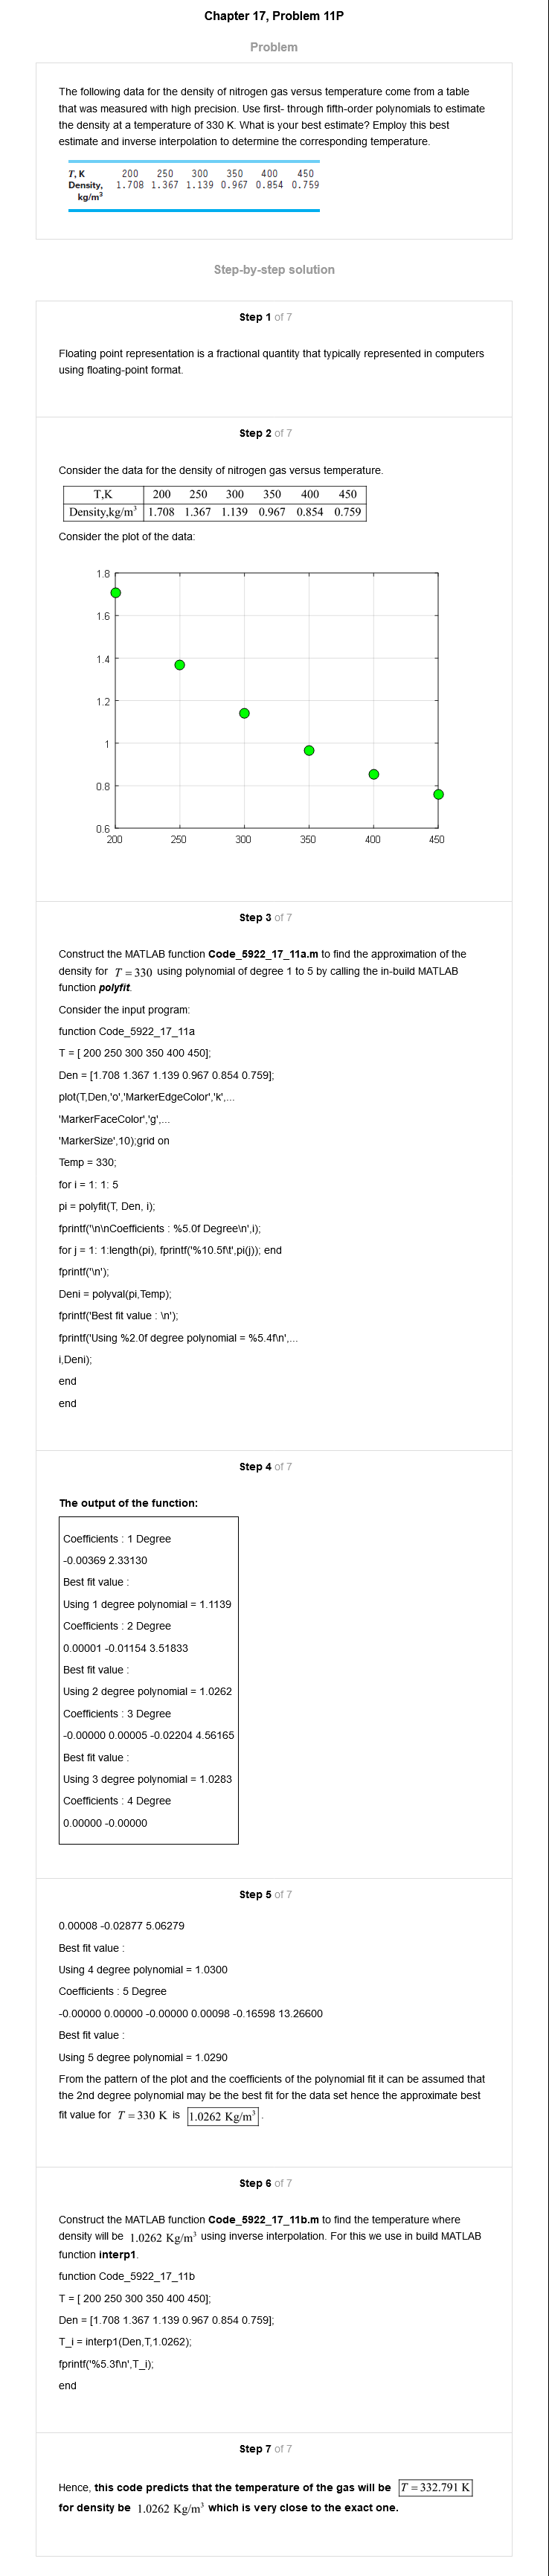 Chapter 17, Problem 11P
Problem
The following data for the density of nitrogen gas versus temperature come from a table
that was measured with high precision. Use first- through fifth-order polynomials to estimate
the density at a temperature of 330 K. What is your best estimate? Employ this best
estimate and inverse interpolation to determine the corresponding temperature.
T, K 200 250 300 350 400 450
Density, 1.708 1.367 1.139 0.967 0.854 0.759
kg/m³
Step-by-step solution
Step 1 of 7
Floating point representation is a fractional quantity that typically represented in computers
using floating-point format.
Step 2 of 7
Consider the data for the density of nitrogen gas versus temperature.
T,K 200 250 300 350 400 450
Density,kg/m³ 1.708 1.367 1.139 0.967 0.854 0.759
Consider the plot of the data:
1.8
1.6
1.4
1.2
1
0.8
0.6
200 250 300 350 400 450
Step 3 of 7
Construct the MATLAB function Code_5922_17_11a.m to find the approximation of the
density for T = 330 using polynomial of degree 1 to 5 by calling the in-build MATLAB
function polyfit.
Consider the input program:
function Code_5922_17_11a
T = [ 200 250 300 350 400 450];
Den = [1.708 1.367 1.139 0.967 0.854 0.759];
plot(T,Den,'o','MarkerEdgeColor','k',...
'MarkerFaceColor','g',...
'MarkerSize',10);grid on
Temp = 330;
for i = 1: 1: 5
pi = polyfit(T, Den, i);
fprintf('\n\nCoefficients : %5.0f Degree\n',i);
for j = 1: 1:length(pi), fprintf('%10.5f\t',pi(j)); end
fprintf('\n');
Deni = polyval(pi,Temp);
fprintf('Best fit value : \n');
fprintf('Using %2.0f degree polynomial = %5.4f\n',...
i,Deni);
end
end
Step 4 of 7
The output of the function:
Coefficients : 1 Degree
-0.00369 2.33130
Best fit value :
Using 1 degree polynomial = 1.1139
Coefficients : 2 Degree
0.00001 -0.01154 3.51833
Best fit value :
Using 2 degree polynomial = 1.0262
Coefficients : 3 Degree
-0.00000 0.00005 -0.02204 4.56165
Best fit value :
Using 3 degree polynomial = 1.0283
Coefficients : 4 Degree
0.00000 -0.00000
Step 5 of 7
0.00008 -0.02877 5.06279
Best fit value :
Using 4 degree polynomial = 1.0300
Coefficients : 5 Degree
-0.00000 0.00000 -0.00000 0.00098 -0.16598 13.26600
Best fit value :
Using 5 degree polynomial = 1.0290
From the pattern of the plot and the coefficients of the polynomial fit it can be assumed that
the 2nd degree polynomial may be the best fit for the data set hence the approximate best
fit value for T = 330 K is 1.0262 Kg/m³ .
Step 6 of 7
Construct the MATLAB function Code_5922_17_11b.m to find the temperature where
density will be 1.0262 Kg/m³ using inverse interpolation. For this we use in build MATLAB
function interp1.
function Code_5922_17_11b
T = [ 200 250 300 350 400 450];
Den = [1.708 1.367 1.139 0.967 0.854 0.759];
T_i = interp1(Den,T,1.0262);
fprintf('%5.3f\n',T_i);
end
Step 7 of 7
Hence, this code predicts that the temperature of the gas will be T = 332.791 K
for density be 1.0262 Kg/m³ which is very close to the exact one.